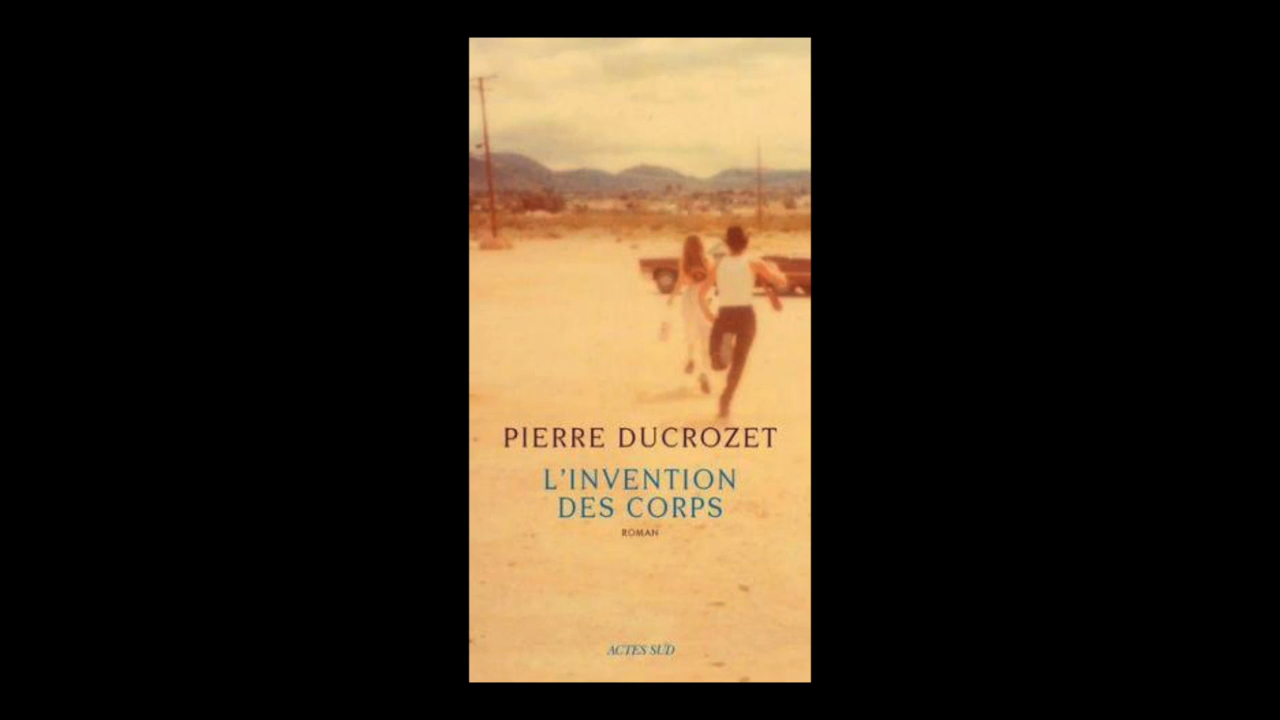 PIERRE DUCROZET
L'INVENTION
DES CORPS
ROMAN
ACTES SUD